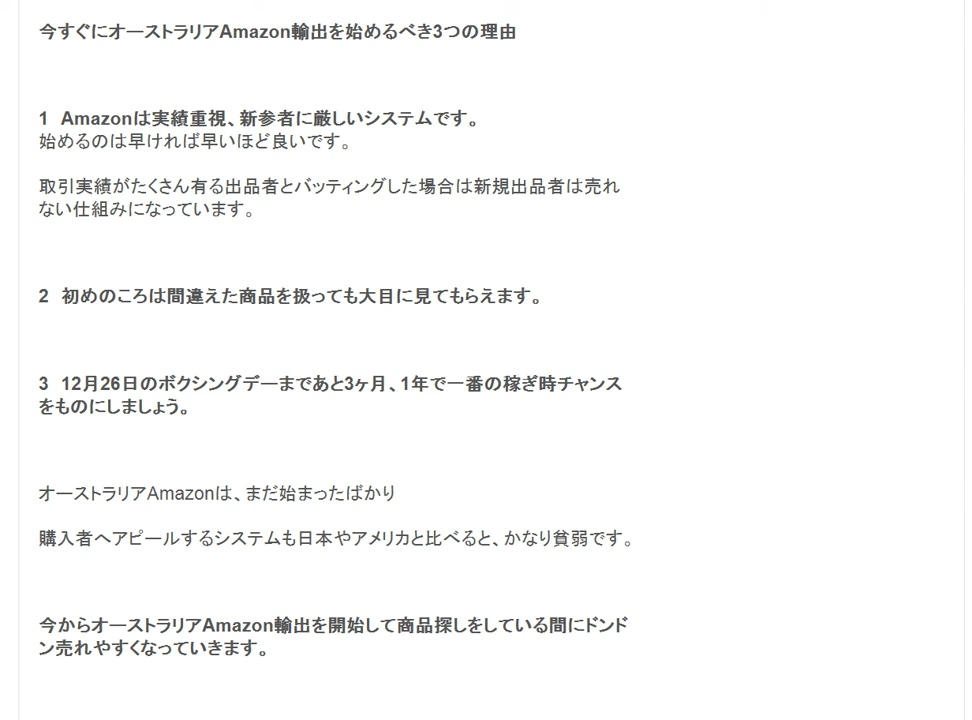 今すぐにオーストラリアAmazon輸出を始めるべき3つの理由
1　Amazonは実績重視、新参者に厳しいシステムです。
始めるのは早ければ早いほど良いです。
取引実績がたくさん有る出品者とバッティングした場合は新規出品者は売れ
ない仕組みになっています。
2　初めのころは間違えた商品を扱っても大目に見てもらえます。
3　12月26日のボクシングデーまであと3ヶ月、1年で一番の稼ぎ時チャンス
をものにしましょう。
オーストラリアAmazonは、まだ始まったばかり
購入者へアピールするシステムも日本やアメリカと比べると、かなり貧弱です。
今からオーストラリアAmazon輸出を開始して商品探しをしている間にドンド
ン売れやすくなっていきます。